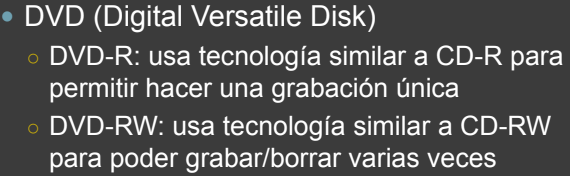 • DVD (Digital Versatile Disk)
○ DVD-R: usa tecnología similar a CD-R para
permitir hacer una grabación única
○ DVD-RW: usa tecnología similar a CD-RW
para poder grabar/borrar varias veces